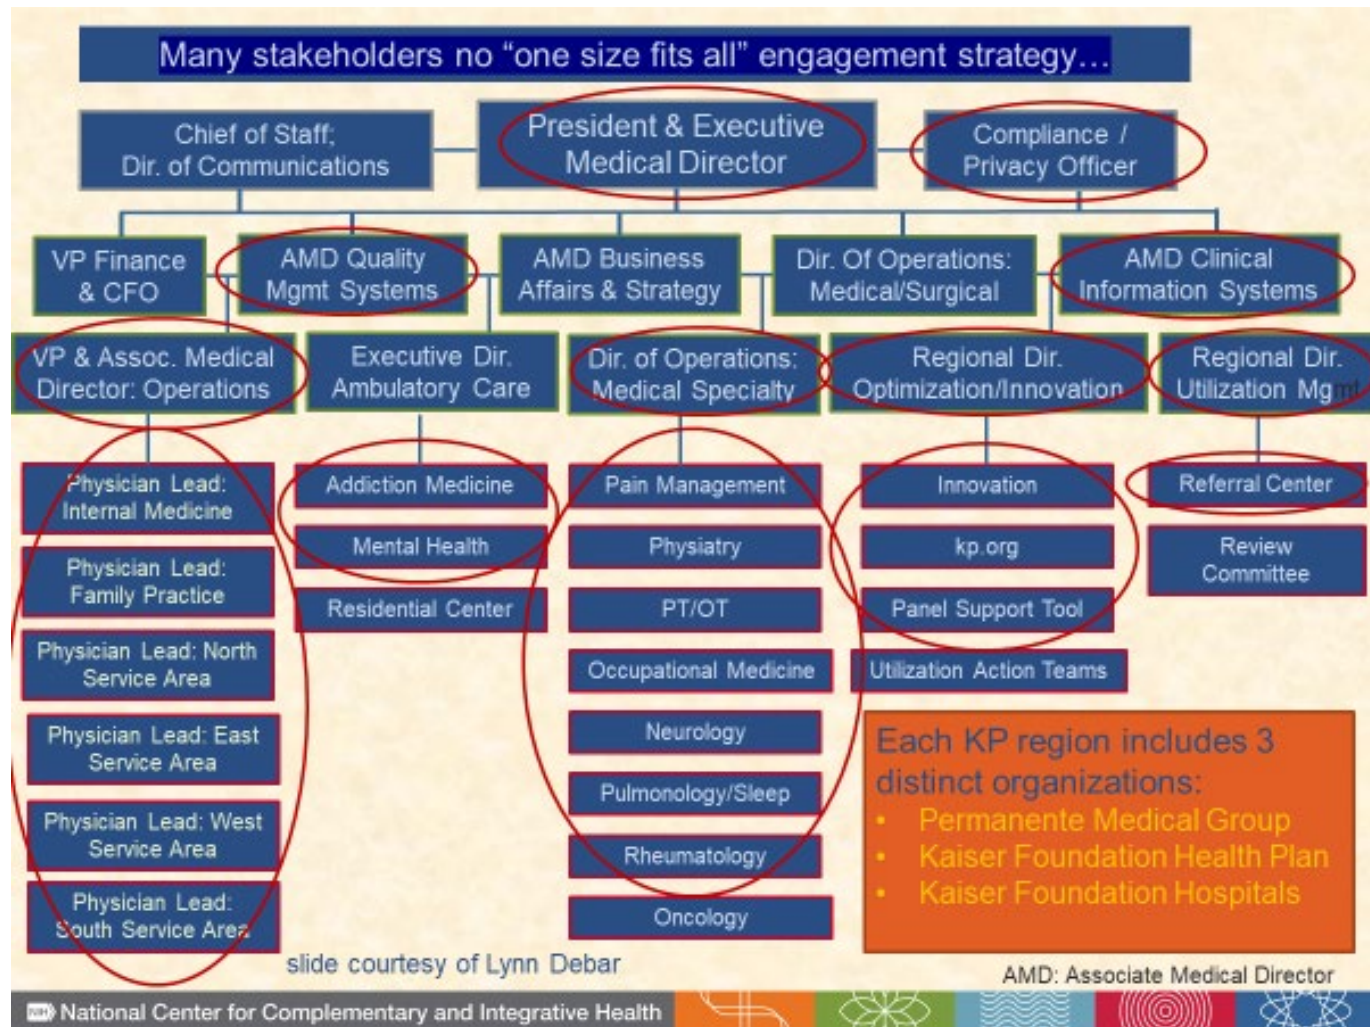 Many stakeholders no “one size fits all” engagement strategy…
Chief of Staff;
Dir. of Communications
President & Executive
Medical Director
Compliance /
Privacy Officer
VP Finance
& CFO
AMD Quality
Mgmt Systems
AMD Business
Affairs & Strategy
Dir. Of Operations:
Medical/Surgical
AMD Clinical
Information Systems
VP & Assoc. Medical
Director: Operations
Executive Dir.
Ambulatory Care
Dir. of Operations:
Medical Specialty
Regional Dir.
Optimization/Innovation
Regional Dir.
Utilization Mgmt
Physician Lead:
Internal Medicine
Physician Lead:
Family Practice
Physician Lead: North
Service Area
Physician Lead: East
Service Area
Physician Lead: West
Service Area
Physician Lead:
South Service Area
Addiction Medicine
Mental Health
Residential Center
Pain Management
Physiatry
PT/OT
Occupational Medicine
Neurology
Pulmonology/Sleep
Rheumatology
Oncology
Innovation
kp.org
Panel Support Tool
Utilization Action Teams
Referral Center
Review
Committee
Each KP region includes 3
distinct organizations:
• Permanente Medical Group
• Kaiser Foundation Health Plan
• Kaiser Foundation Hospitals
slide courtesy of Lynn Debar
AMD: Associate Medical Director
NIH National Center for Complementary and Integrative Health